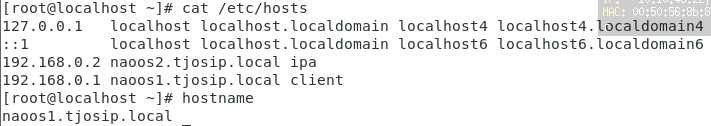 [root@localhost ~]# cat /etc/hosts
127.0.0.1   localhost localhost.localdomain localhost4 localhost4.localdomain4
::1         localhost localhost.localdomain localhost6 localhost6.localdomain6
192.168.0.2 naoos2.tjosip.local ipa
192.168.0.1 naoos1.tjosip.local client
[root@localhost ~]# hostname
naoos1.tjosip.local _
MAC: 00:50:56:8b:8